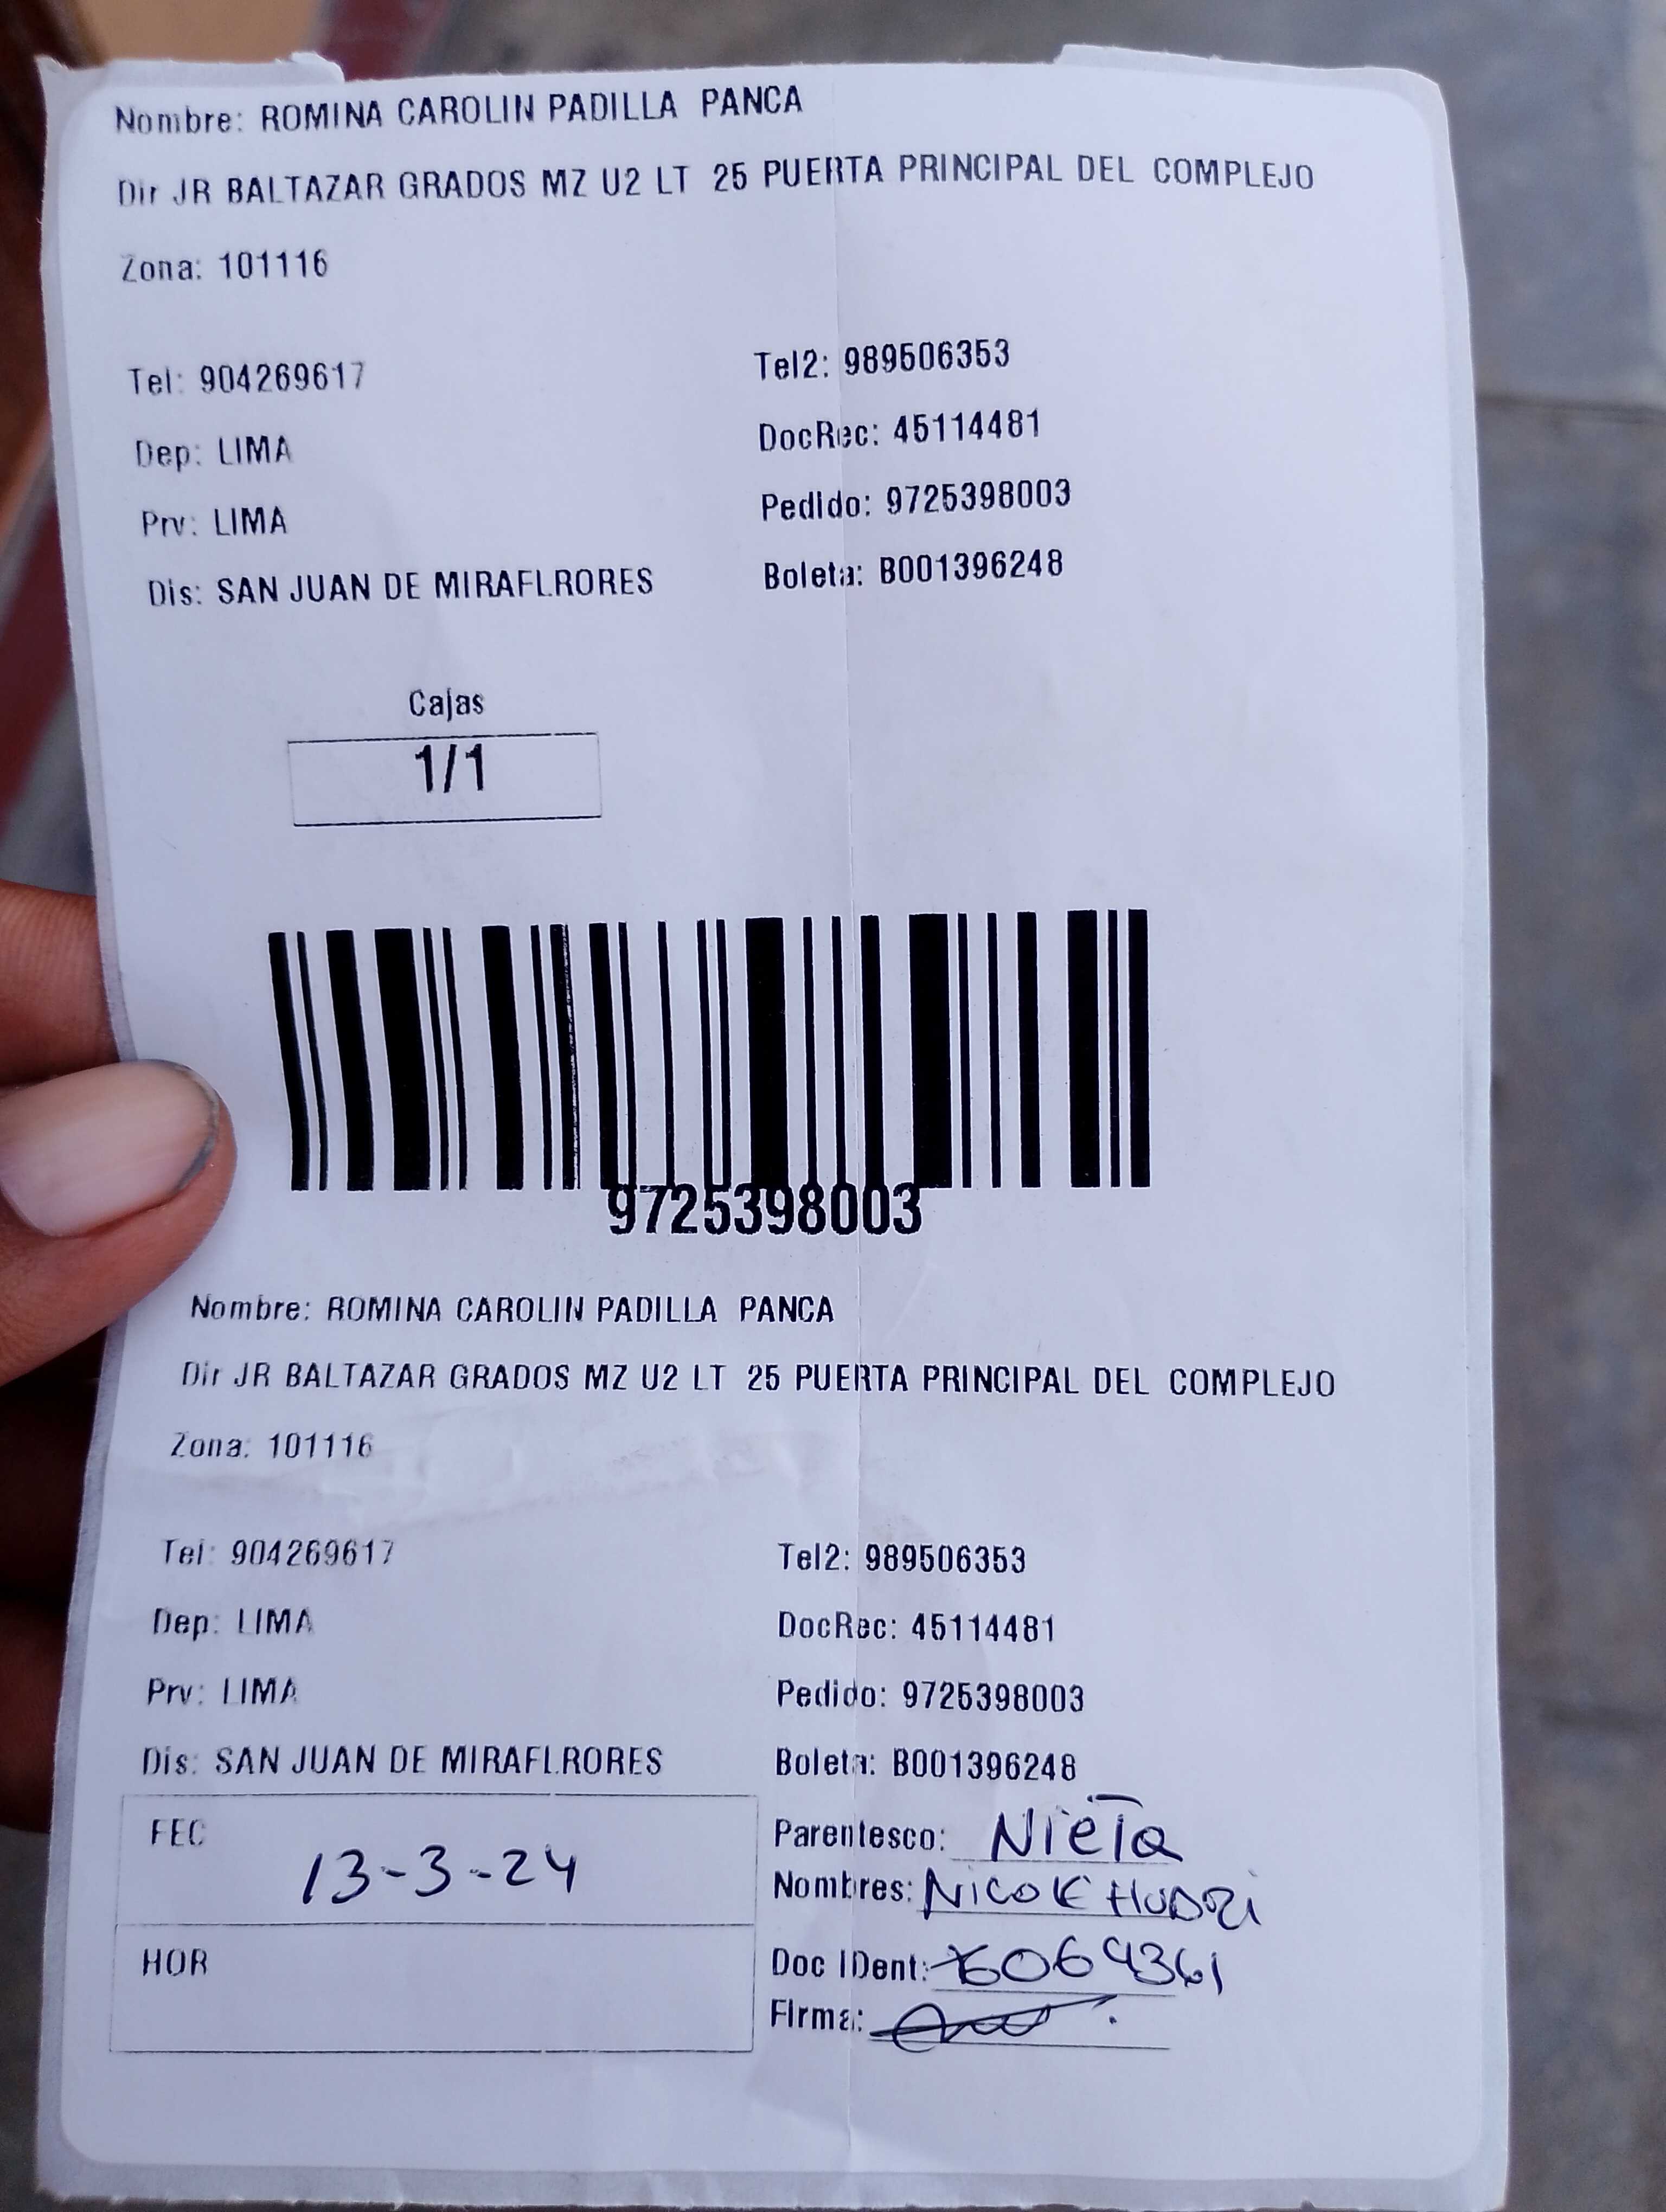 Nombre: ROMINA CAROLIN PADILLA PANCA
Dir JR BALTAZAR GRADOS MZ U2 LT 25 PUERTA PRINCIPAL DEL COMPLEJO
Zona: 101116
Tel: 904269617 Tel2: 989506353
Dep: LIMA DocRec: 45114481
Prv: LIMA Pedido: 9725398003
Dis: SAN JUAN DE MIRAFLRORES Boleta: B001396248
Cajas
1/1
9725398003
Nombre: ROMINA CAROLIN PADILLA PANCA
Dir JR BALTAZAR GRADOS MZ U2 LT 25 PUERTA PRINCIPAL DEL COMPLEJO
Zona: 101116
Tel: 904269617 Tel2: 989506353
Dep: LIMA DocRec: 45114481
Prv: LIMA Pedido: 9725398003
Dis: SAN JUAN DE MIRAFLRORES Boleta: B001396248
FEC 13-3-24
HOR
Parentesco: Nieta
Nombres: NICOLE
Doc IDent:
Firma: